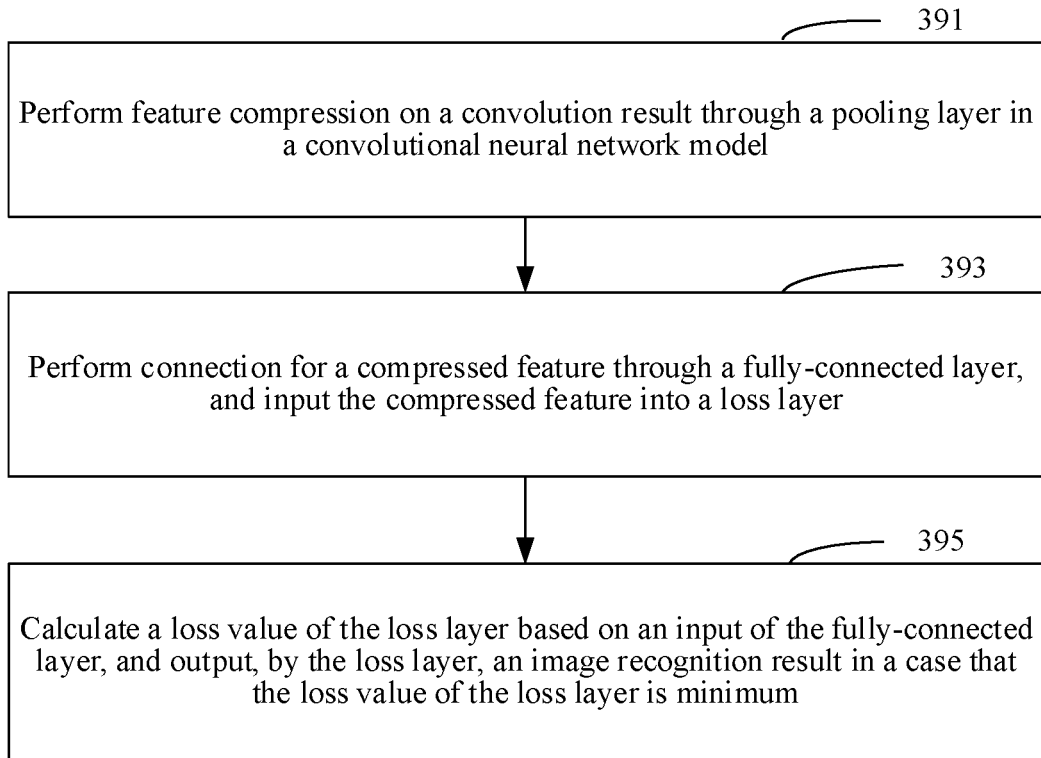 391
Perform feature compression on a convolution result through a pooling layer in
a convolutional neural network model
393
Perform connection for a compressed feature through a fully-connected layer,
and input the compressed feature into a loss layer
395
Calculate a loss value of the loss layer based on an input of the fully-connected
layer, and output, by the loss layer, an image recognition result in a case that
the loss value of the loss layer is minimum